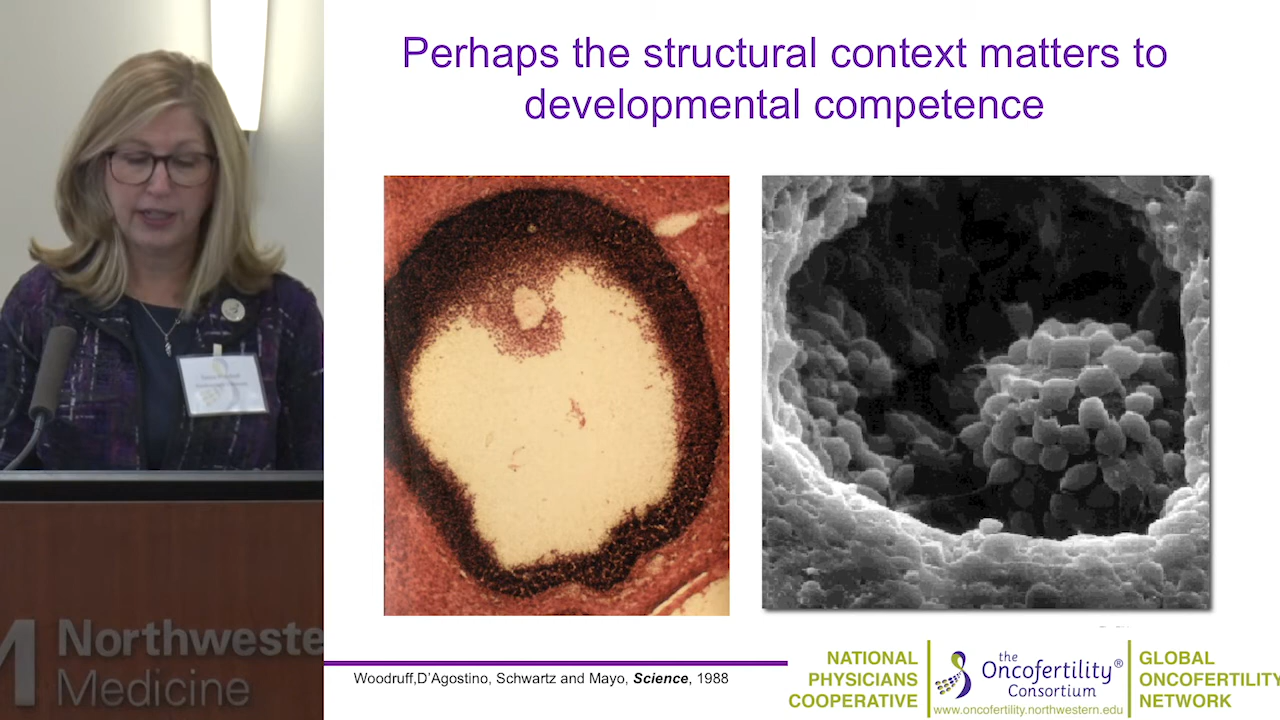 Perhaps the structural context matters to
developmental competence
Northweste
Medicine
Woodruff,D’Agostino, Schwartz and Mayo, Science, 1988
NATIONAL
PHYSICIANS
COOPERATIVE
the
Oncofertility®
Consortium
www.oncofertility.northwestern.edu
GLOBAL
ONCOFERTILITY
NETWORK